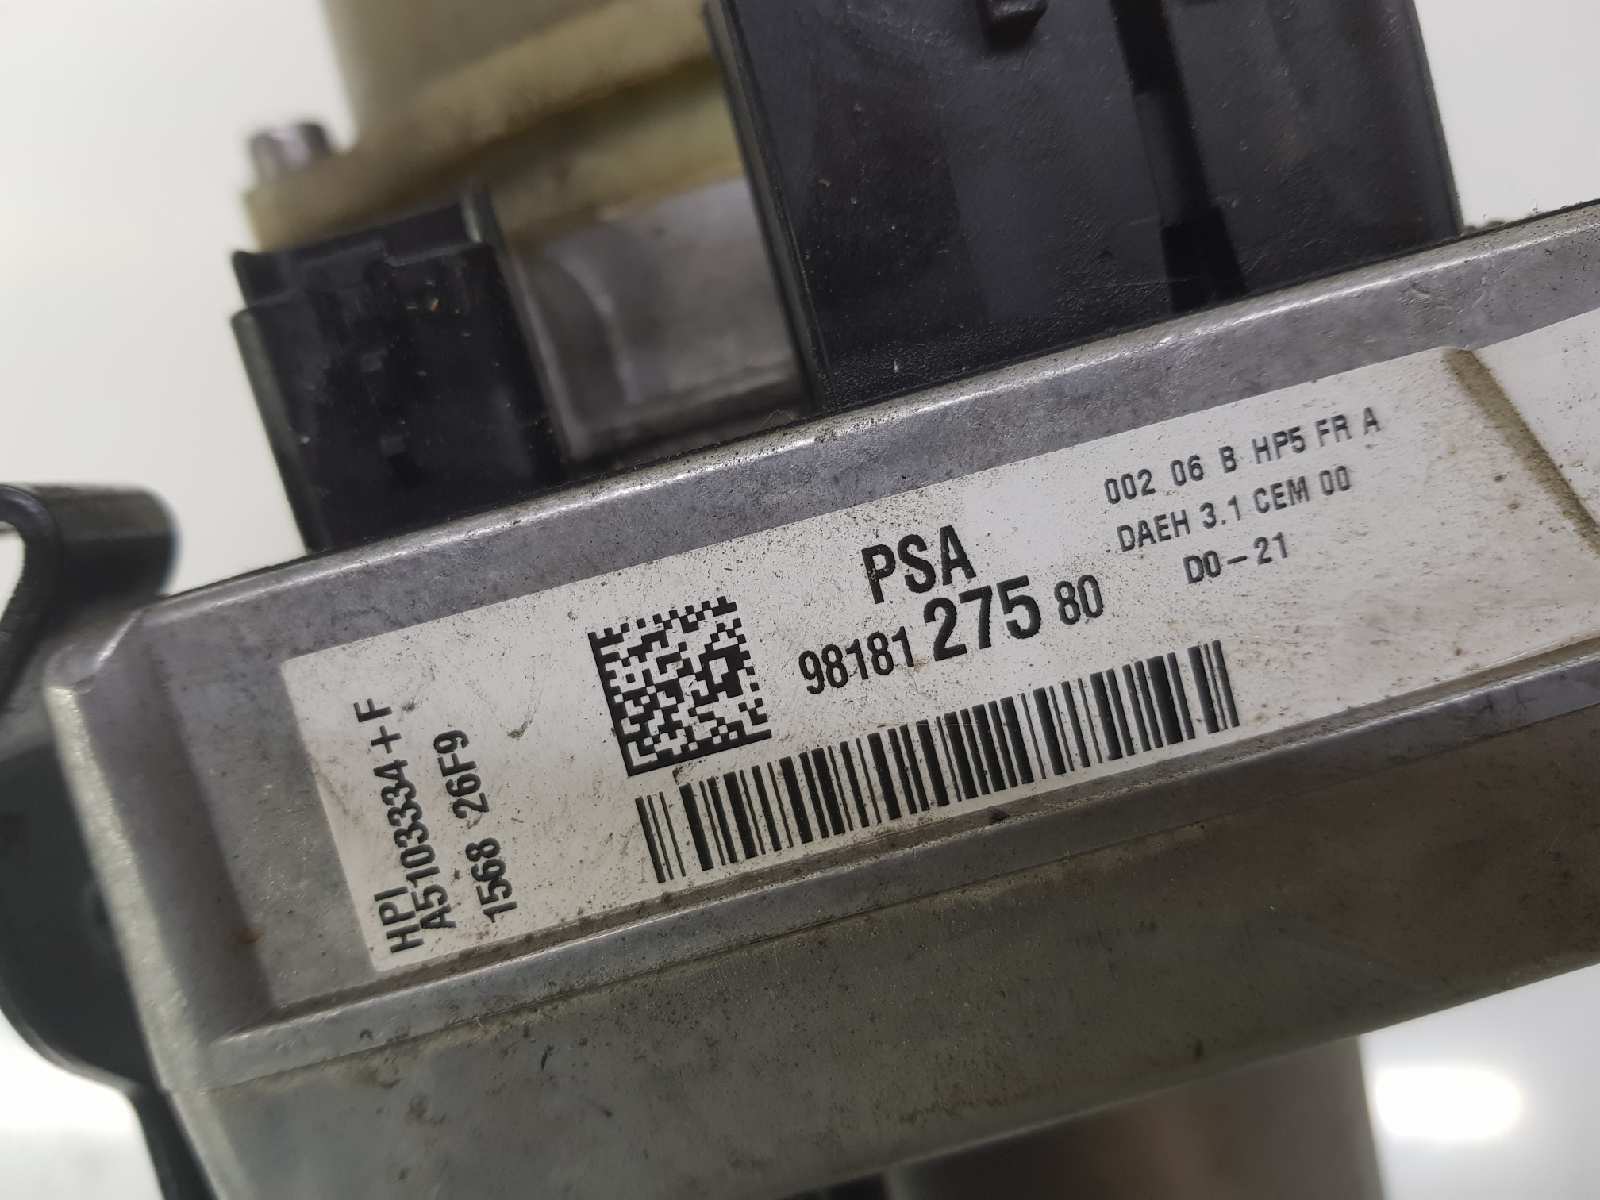 002 06 B HP5 FR A
DAEH 3.1 CEM 00
D0-21
PSA
98181 275 80
HPI
A5103334+F
1568 26F9